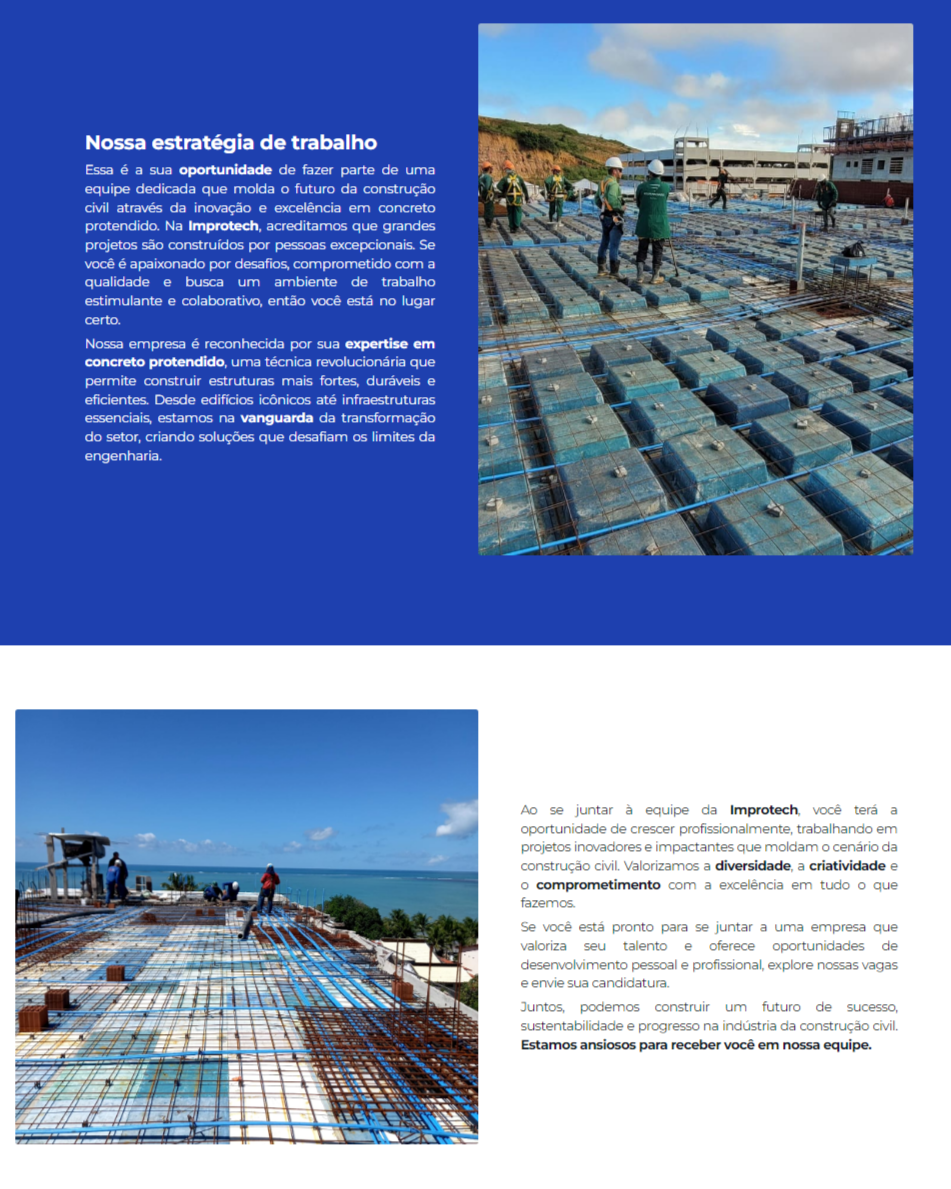 Nossa estratégia de trabalho
Essa é a sua oportunidade de fazer parte de uma
equipe dedicada que molda o futuro da construção
civil através da inovação e excelência em concreto
protendido. Na Improtech, acreditamos que grandes
projetos são construídos por pessoas excepcionais. Se
você é apaixonado por desafios, comprometido com a
qualidade e busca um ambiente de trabalho
estimulante e colaborativo, então você está no lugar
certo.
Nossa empresa é reconhecida por sua expertise em
concreto protendido, uma técnica revolucionária que
permite construir estruturas mais fortes, duráveis e
eficientes. Desde edifícios icônicos até infraestruturas
essenciais, estamos na vanguarda da transformação
do setor, criando soluções que desafiam os limites da
engenharia.
Ao se juntar à equipe da Improtech, você terá a
oportunidade de crescer profissionalmente, trabalhando em
projetos inovadores e impactantes que moldam o cenário da
construção civil. Valorizamos a diversidade, a criatividade e
o comprometimento com a excelência em tudo o que
fazemos.
Se você está pronto para se juntar a uma empresa que
valoriza seu talento e oferece oportunidades de
desenvolvimento pessoal e profissional, explore nossas vagas
e envie sua candidatura.
Juntos, podemos construir um futuro de sucesso,
sustentabilidade e progresso na indústria da construção civil.
Estamos ansiosos para receber você em nossa equipe.